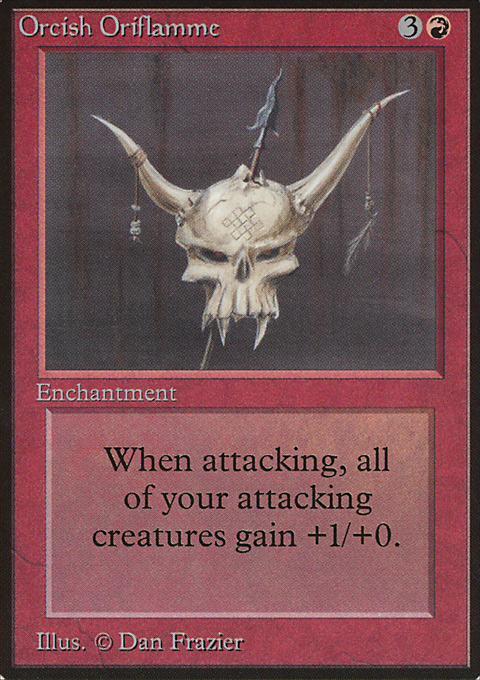 Orcish Oriflamme 3
Enchantment
When attacking, all
of your attacking
creatures gain +1/+0.
Illus. © Dan Frazier